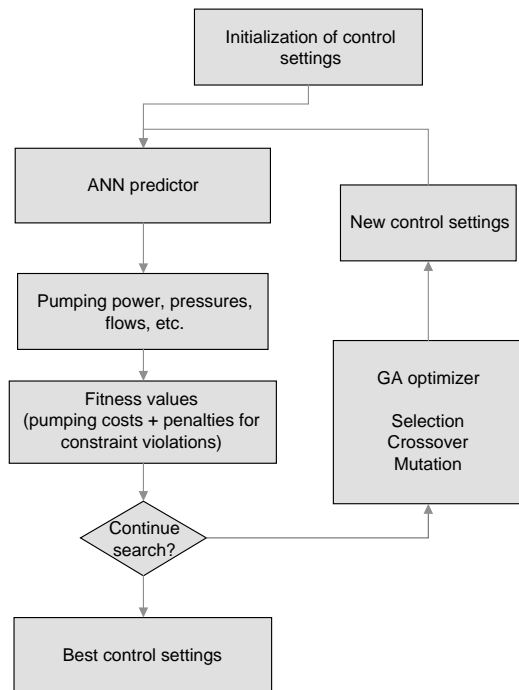 Initialization of control
settings
ANN predictor
New control settings
Pumping power, pressures,
flows, etc.
Fitness values
(pumping costs + penalties for
constraint violations)
GA optimizer
Selection
Crossover
Mutation
Continue
search?
Best control settings